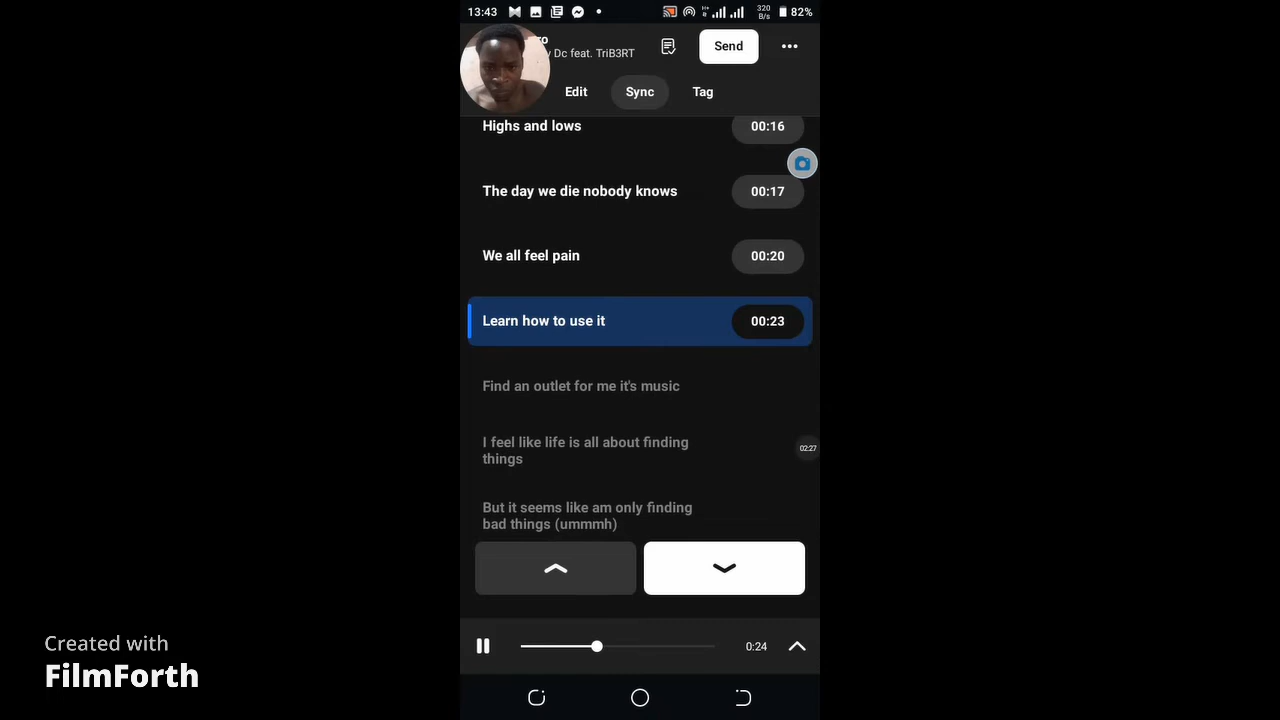 13:43
320 B/s
82%
y Dc feat. TriB3RT
Send
Edit
Sync
Tag
Highs and lows
00:16
The day we die nobody knows
00:17
We all feel pain
00:20
Learn how to use it
00:23
Find an outlet for me it's music
I feel like life is all about finding
things
02:27
But it seems like am only finding
bad things (ummmh)
0:24
Created with
FilmForth